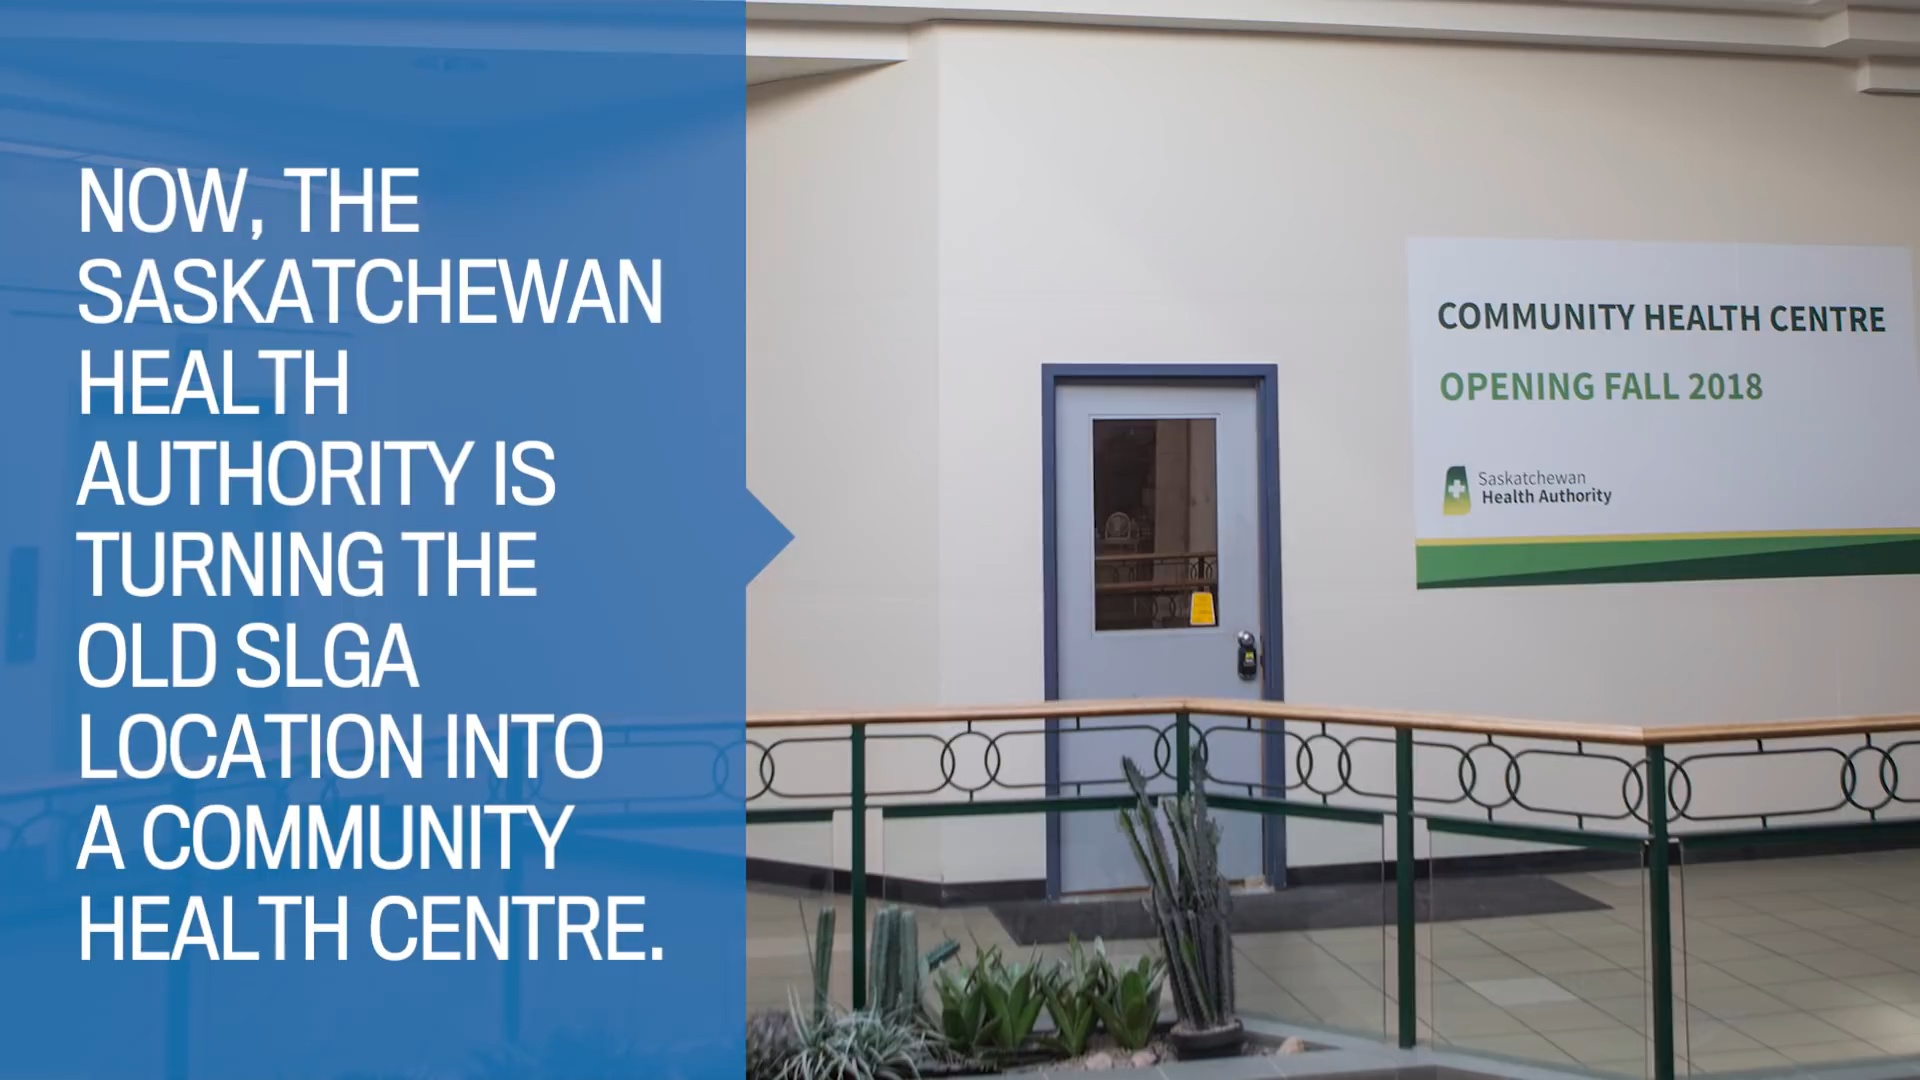 NOW, THE
SASKATCHEWAN
HEALTH
AUTHORITY IS
TURNING THE
OLD SLGA
LOCATION INTO
A COMMUNITY
HEALTH CENTRE.
COMMUNITY HEALTH CENTRE
OPENING FALL 2018
Saskatchewan
Health Authority